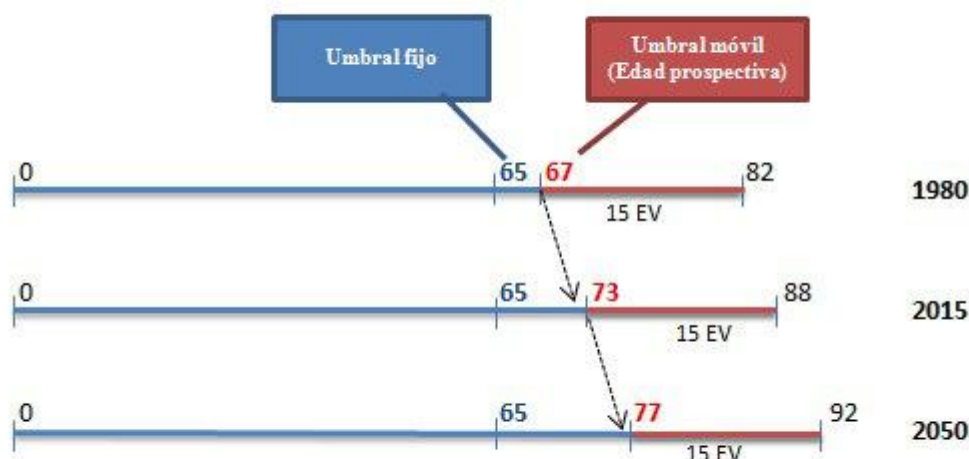 Umbral fijo
Umbral móvil
(Edad prospectiva)
0 65 67 82 1980
15 EV
0 65 73 88 2015
15 EV
0 65 77 92 2050
15 EV